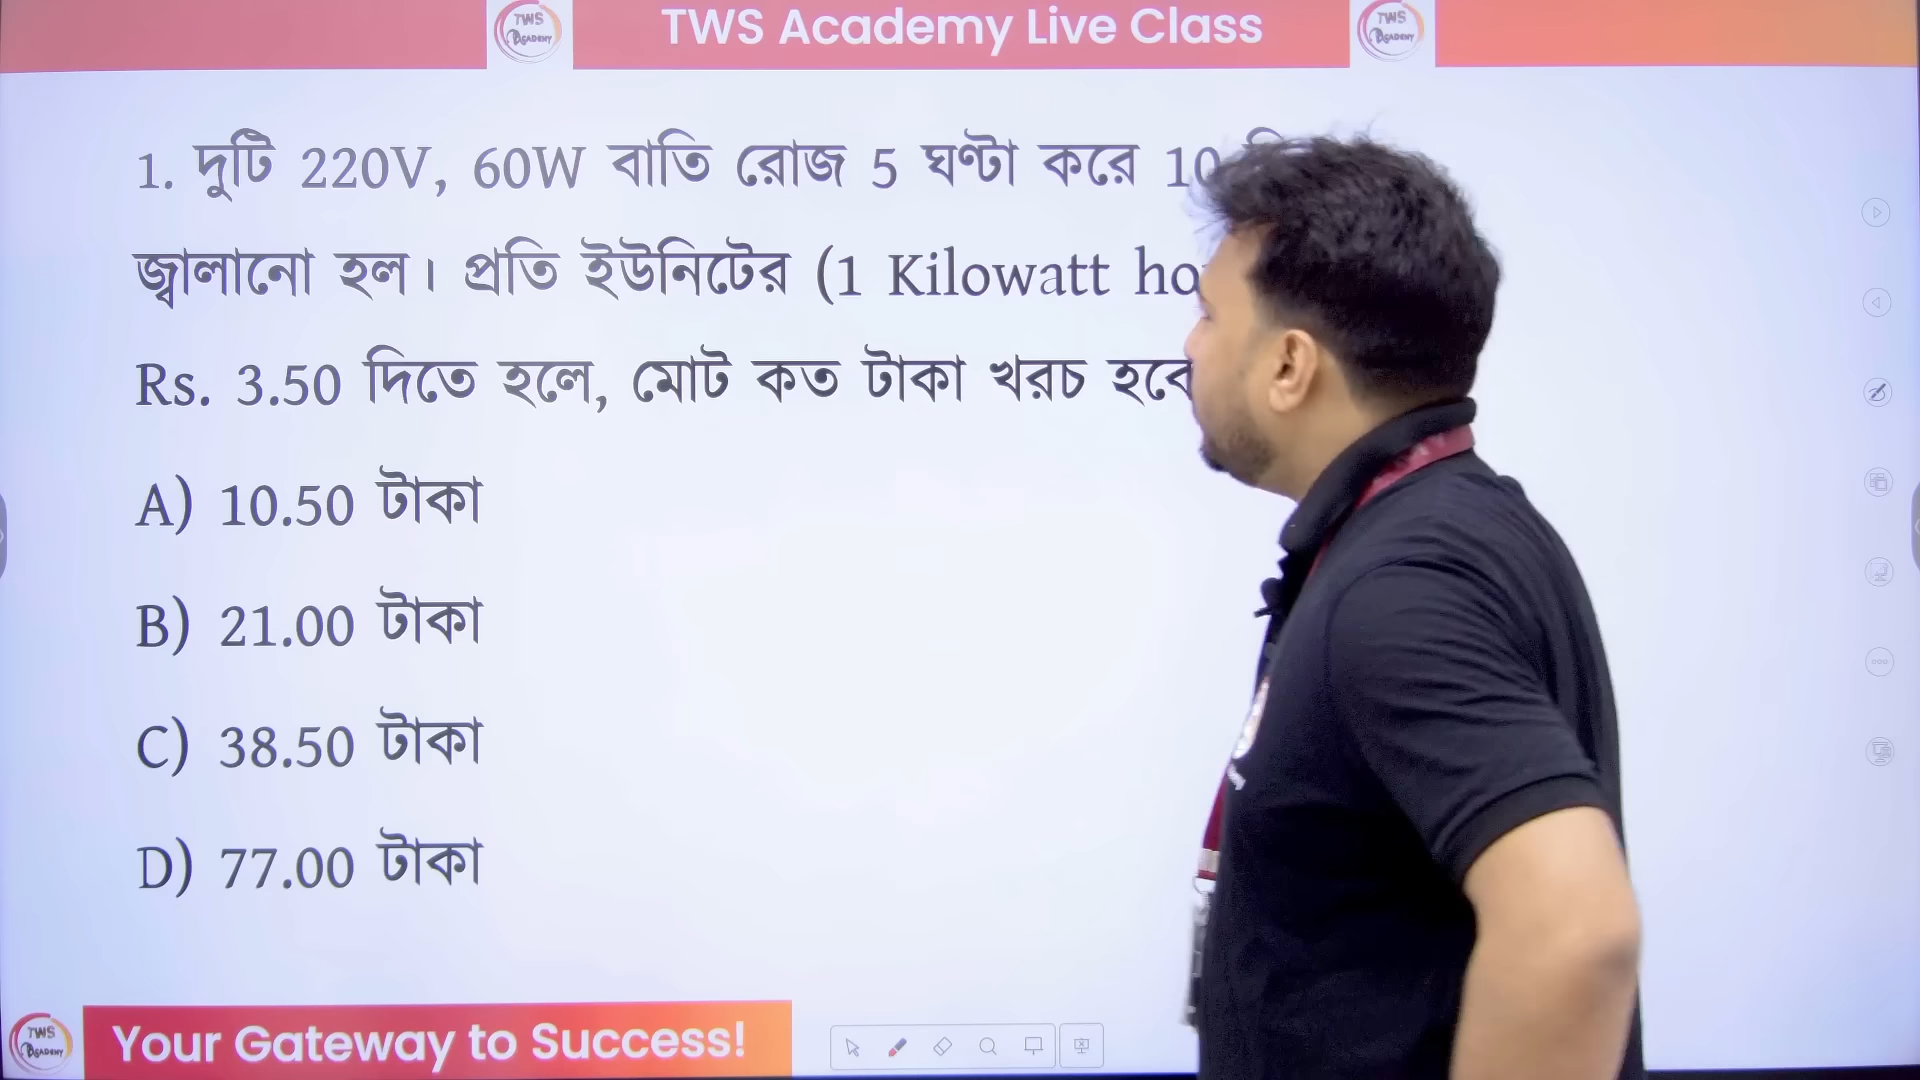 TWS Academy Live Class
TWS
ACADEMY
TWS
ACADEMY
1. দুটি 220V, 60W বাতি রোজ 5 ঘণ্টা করে 10
জ্বালানো হল। প্রতি ইউনিটের (1 Kilowatt
Rs. 3.50 দিতে হলে, মোট কত টাকা খরচ হবে
A) 10.50 টাকা
B) 21.00 টাকা
C) 38.50 টাকা
D) 77.00 টাকা
TWS
ACADEMY
Your Gateway to Success!